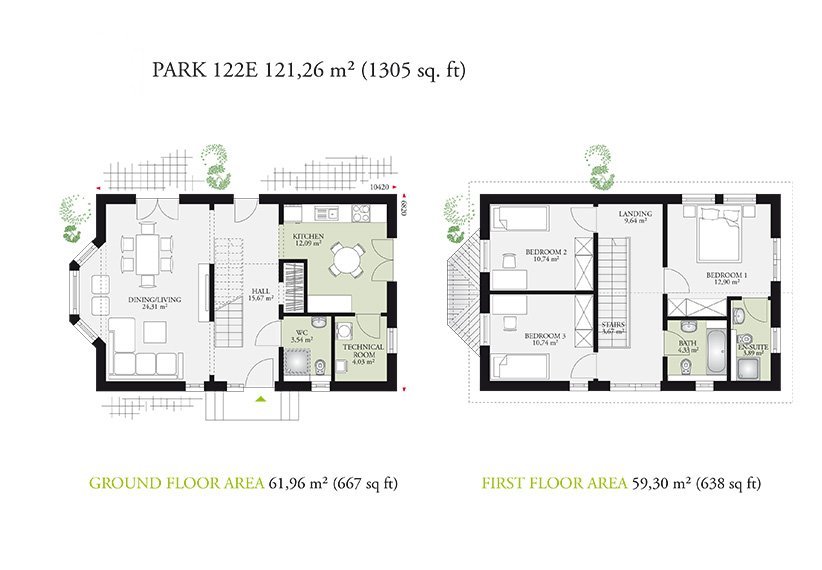 PARK 122E 121,26 m² (1305 sq. ft)
10420
6820
KITCHEN
12.09 m²
DINING/LIVING
24,31 m²
HALL
15,67 m²
WC
3.54 m²
TECHNICAL
ROOM
4.03 m²
LANDING
9,64 m²
BEDROOM 2
10,74 m²
BEDROOM 1
12,90 m²
BEDROOM 3
10,74 m²
STAIRS
3,67 m²
BATH
4.33 m²
EN-SUITE
3.89 m²
GROUND FLOOR AREA 61,96 m² (667 sq ft)
FIRST FLOOR AREA 59,30 m² (638 sq ft)